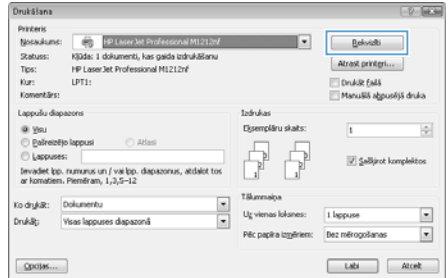 Drukāšana
Printeris
Nosaukums: HP LaserJet Professional M1212nf Rekvizīti
Statuss: Kļūda: 1 dokumenti, kas gaida izdrukāšanu
Tips: HP LaserJet Professional M1212nf Atrast printeri...
Kur: LPT1: Drukāt failā
Komentārs: Manuālā abpusējā druka
Lappušu diapazons Izdrukas
Visu Eksemplāru skaits: 1
Pašreizējo lappusi Atlasi
Lappuses: Sašķirot komplektos
Ievadiet lpp. numurus un / vai lpp. diapazonus, atdalot tos
ar komatiem. Piemēram, 1,3,5–12
Ko drukāt: Dokumentu Tālummaiņa
Drukāt: Visas lappuses diapazonā Uz vienas loksnes: 1 lappuse
Pēc papīra izmēriem: Bez mērogošanas
Opcijas... Labi Atcelt